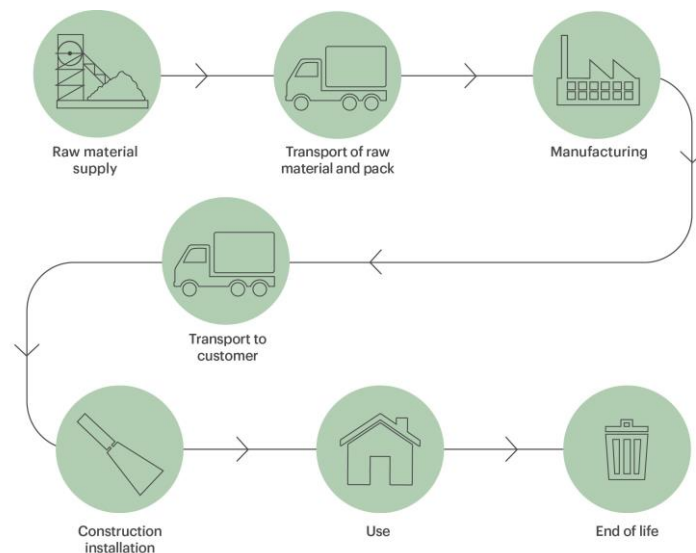 Raw material
supply
Transport of raw
material and pack
Manufacturing
Transport to
customer
Construction
installation
Use
End of life